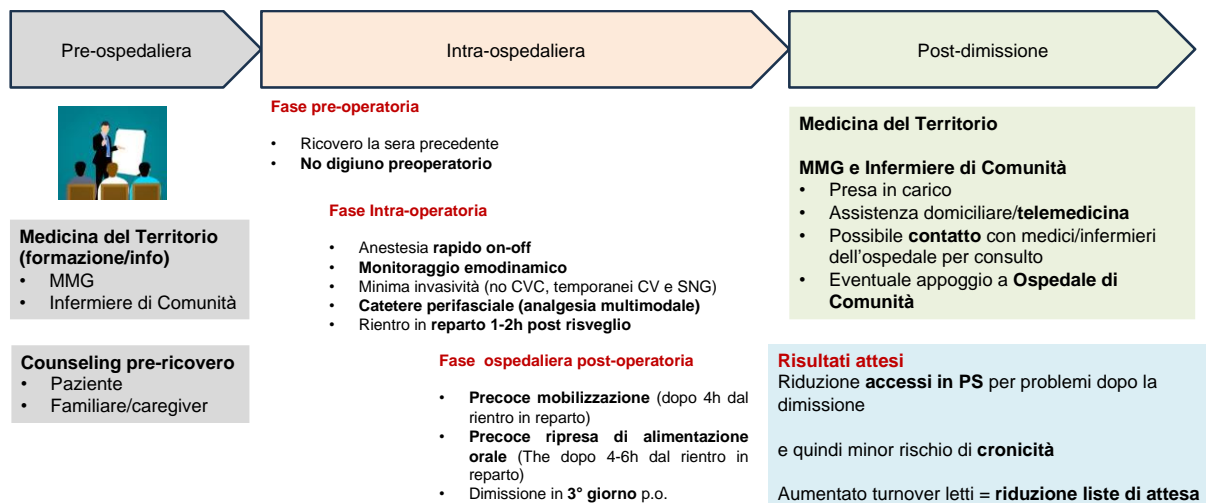 Pre-ospedaliera
Intra-ospedaliera
Post-dimissione
Medicina del Territorio
(formazione/info)
• MMG
• Infermiere di Comunità
Counseling pre-ricovero
• Paziente
• Familiare/caregiver
Fase pre-operatoria
• Ricovero la sera precedente
• No digiuno preoperatorio
Fase Intra-operatoria
• Anestesia rapido on-off
• Monitoraggio emodinamico
• Minima invasività (no CVC, temporanei CV e SNG)
• Catetere perifasciale (analgesia multimodale)
• Rientro in reparto 1-2h post risveglio
Fase ospedaliera post-operatoria
• Precoce mobilizzazione (dopo 4h dal
rientro in reparto)
• Precoce ripresa di alimentazione
orale (The dopo 4-6h dal rientro in
reparto)
• Dimissione in 3° giorno p.o.
Medicina del Territorio
MMG e Infermiere di Comunità
• Presa in carico
• Assistenza domiciliare/telemedicina
• Possibile contatto con medici/infermieri
dell'ospedale per consulto
• Eventuale appoggio a Ospedale di
Comunità
Risultati attesi
Riduzione accessi in PS per problemi dopo la
dimissione
e quindi minor rischio di cronicità
Aumentato turnover letti = riduzione liste di attesa